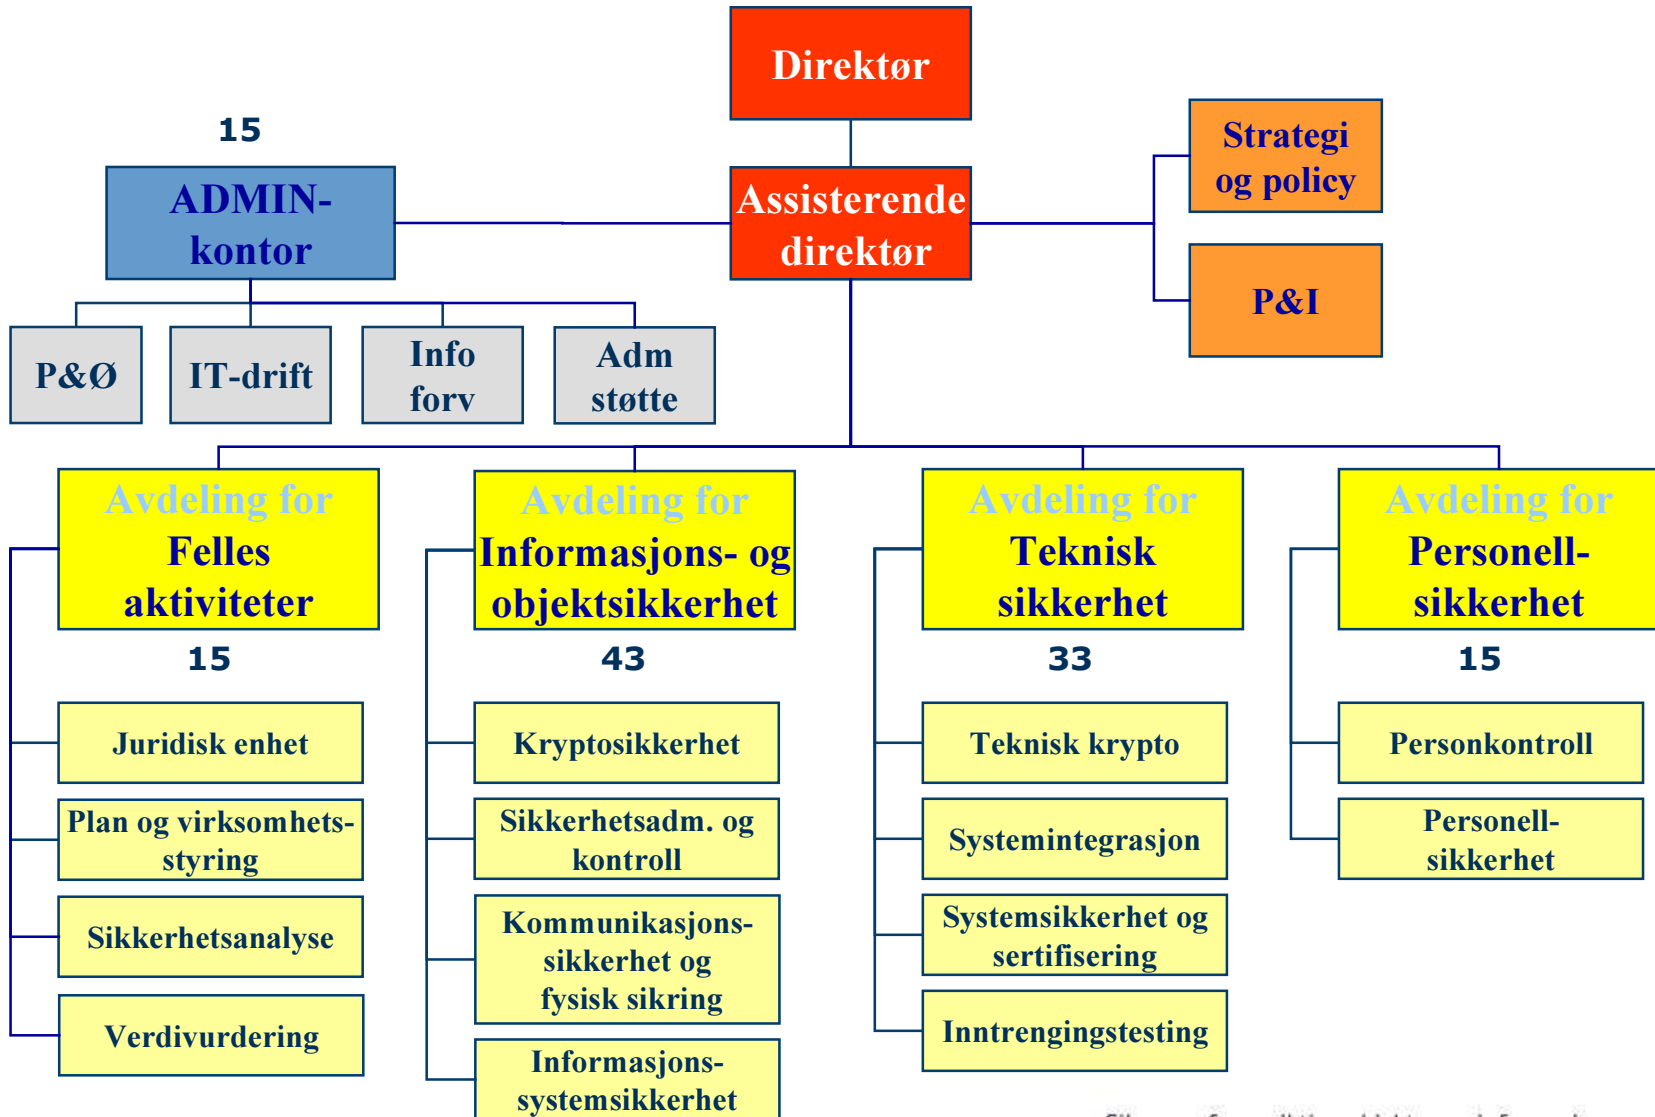 Direktør
15
ADMIN-
kontor
Assisterende
direktør
Strategi
og policy
P&I
P&Ø
IT-drift
Info
forv
Adm
støtte
Avdeling for
Felles
aktiviteter
15
Juridisk enhet
Plan og virksomhets-
styring
Sikkerhetsanalyse
Verdivurdering
Avdeling for
Informasjons- og
objektsikkerhet
43
Kryptosikkerhet
Sikkerhetsadm. og
kontroll
Kommunikasjons-
sikkerhet og
fysisk sikring
Informasjons-
systemsikkerhet
Avdeling for
Teknisk
sikkerhet
33
Teknisk krypto
Systemintegrasjon
Systemsikkerhet og
sertifisering
Inntrengingstesting
Avdeling for
Personell-
sikkerhet
15
Personkontroll
Personell-
sikkerhet